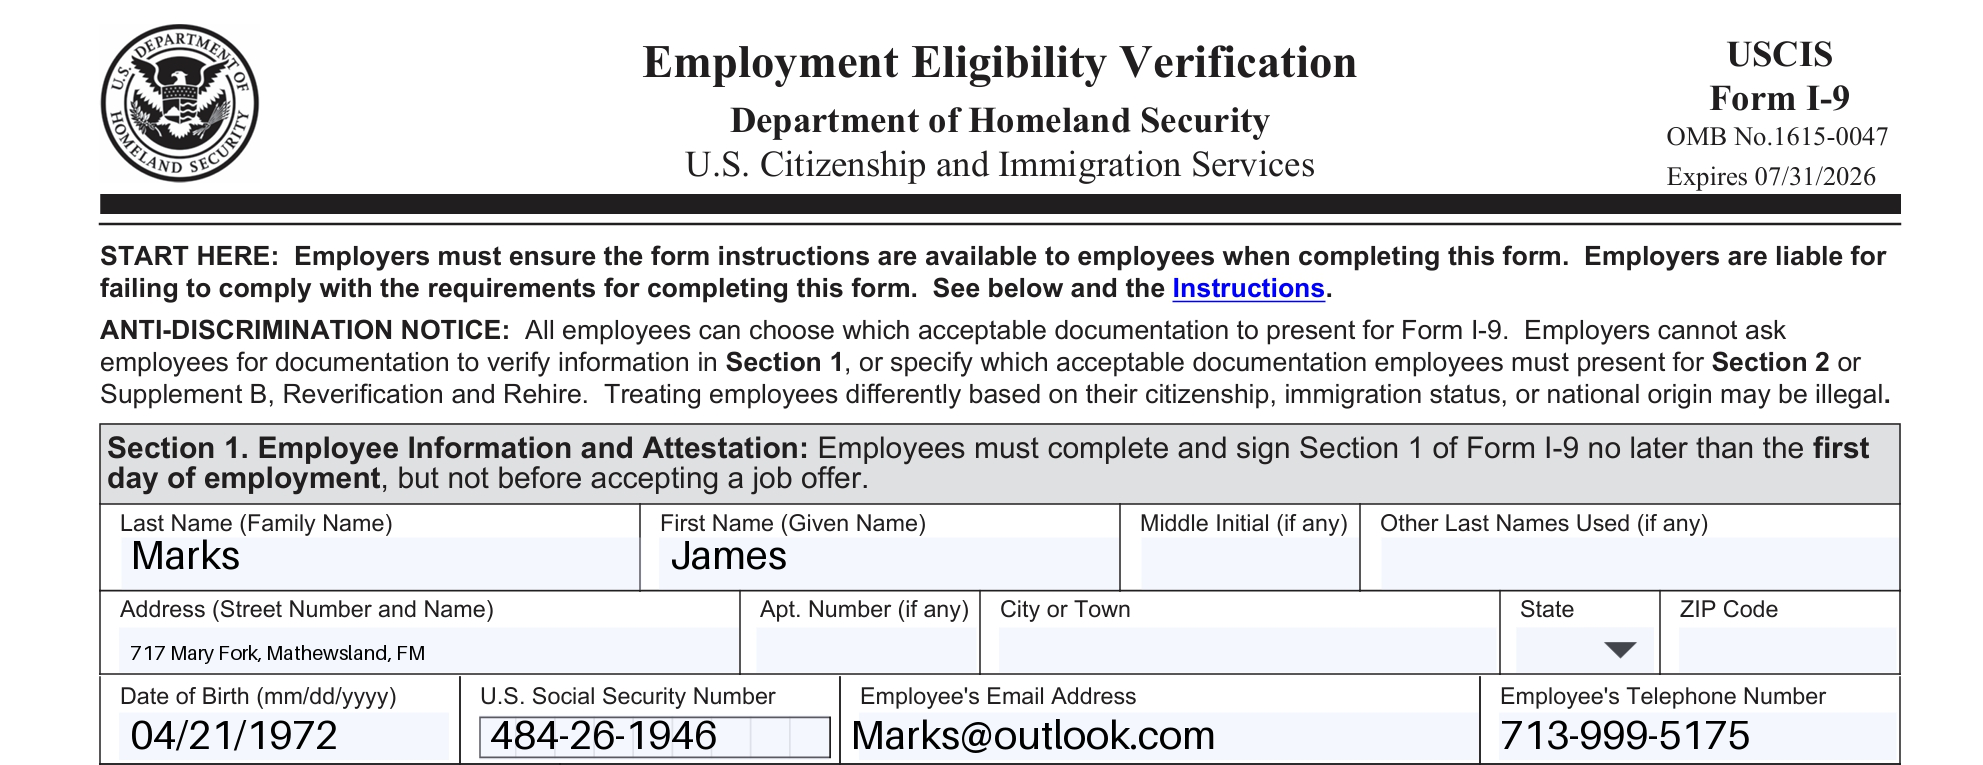 U.S. DEPARTMENT OF HOMELAND SECURITY
Employment Eligibility Verification
Department of Homeland Security
U.S. Citizenship and Immigration Services
USCIS
Form I-9
OMB No.1615-0047
Expires 07/31/2026
START HERE: Employers must ensure the form instructions are available to employees when completing this form. Employers are liable for
failing to comply with the requirements for completing this form. See below and the Instructions.
ANTI-DISCRIMINATION NOTICE: All employees can choose which acceptable documentation to present for Form I-9. Employers cannot ask
employees for documentation to verify information in Section 1, or specify which acceptable documentation employees must present for Section 2 or
Supplement B, Reverification and Rehire. Treating employees differently based on their citizenship, immigration status, or national origin may be illegal.
Section 1. Employee Information and Attestation: Employees must complete and sign Section 1 of Form I-9 no later than the first
day of employment, but not before accepting a job offer.
Last Name (Family Name)
Marks
First Name (Given Name)
James
Middle Initial (if any)
Other Last Names Used (if any)
Address (Street Number and Name)
717 Mary Fork, Mathewsland, FM
Apt. Number (if any)
City or Town
State
ZIP Code
Date of Birth (mm/dd/yyyy)
04/21/1972
U.S. Social Security Number
484-26-1946
Employee's Email Address
Marks@outlook.com
Employee's Telephone Number
713-999-5175